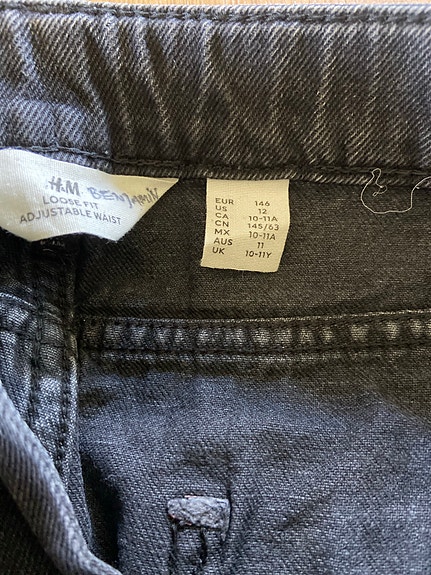 H&M BENJAMIN
LOOSE FIT
ADJUSTABLE WAIST
EUR 146
US 12
CA 10-11A
CN 145/63
MX 10-11A
AUS 11
UK 10-11Y